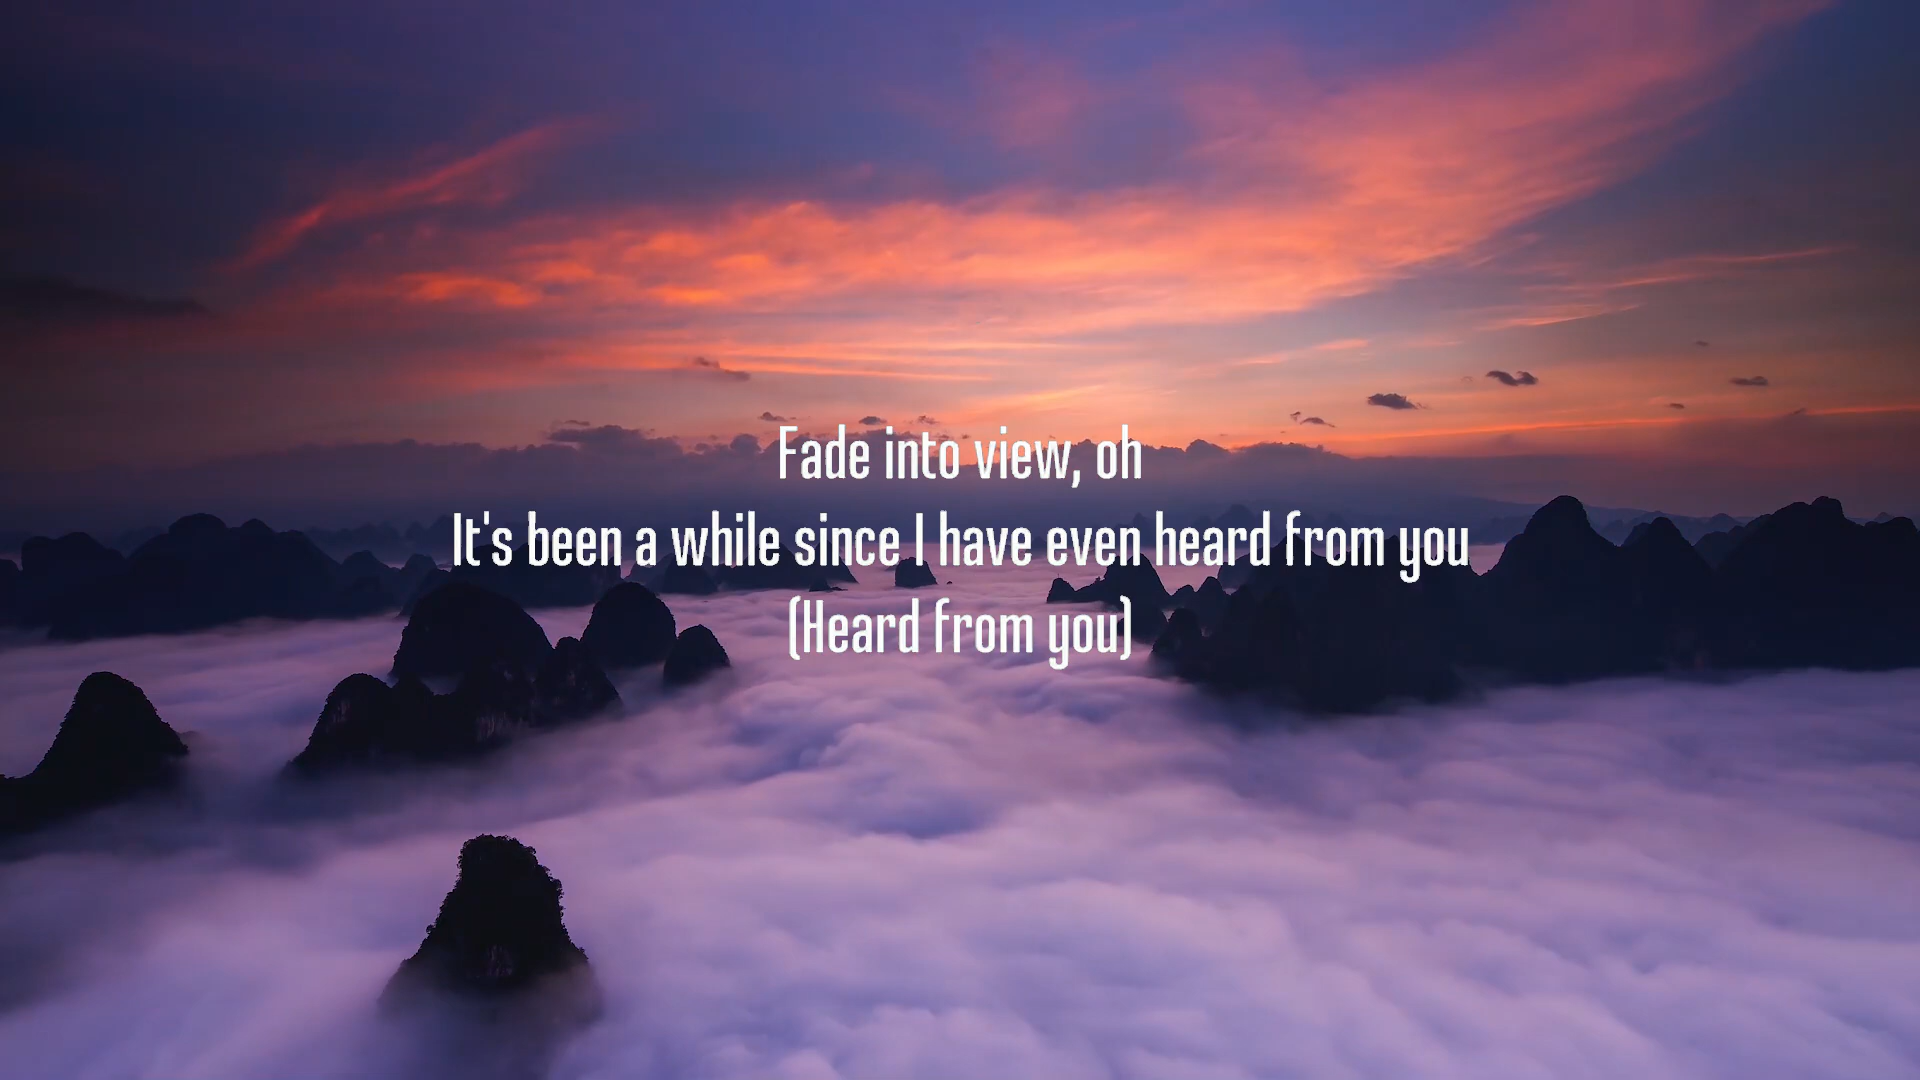 Fade into view, oh
It's been a while since I have even heard from you
(Heard from you)